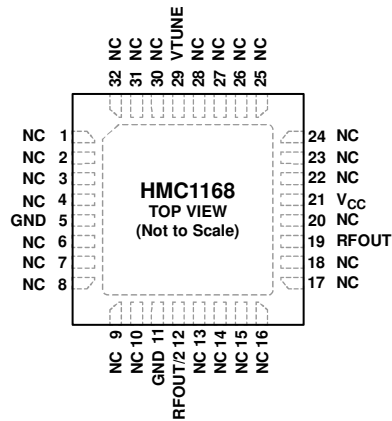 32 NC
31 NC
30 NC
29 VTUNE
28 NC
27 NC
26 NC
25 NC
NC 1
NC 2
NC 3
NC 4
GND 5
NC 6
NC 7
NC 8
HMC1168
TOP VIEW
(Not to Scale)
24 NC
23 NC
22 NC
21 VCC
20 NC
19 RFOUT
18 NC
17 NC
NC 9
NC 10
GND 11
RFOUT/2 12
NC 13
NC 14
NC 15
NC 16